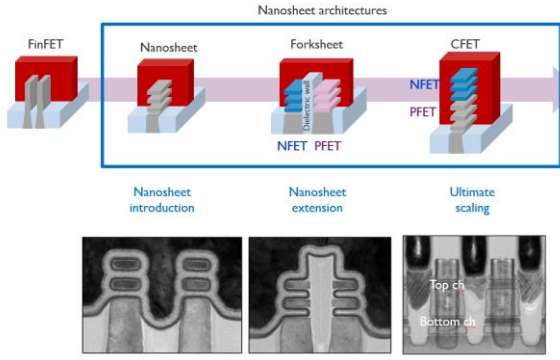 Nanosheet architectures
FinFET
Nanosheet
Forksheet
CFET
Dielectric wall
NFET
PFET
NFET PFET
Nanosheet
introduction
Nanosheet
extension
Ultimate
scaling
Top ch
Bottom ch